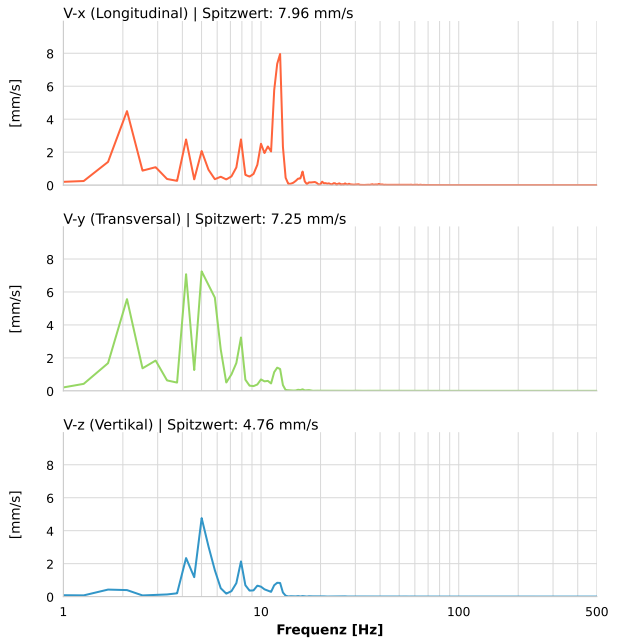 V-x (Longitudinal) | Spitzwert: 7.96 mm/s
8
6
4
2
0
[mm/s]
V-y (Transversal) | Spitzwert: 7.25 mm/s
8
6
4
2
0
[mm/s]
V-z (Vertikal) | Spitzwert: 4.76 mm/s
8
6
4
2
0
[mm/s]
1 10 100 500
Frequenz [Hz]